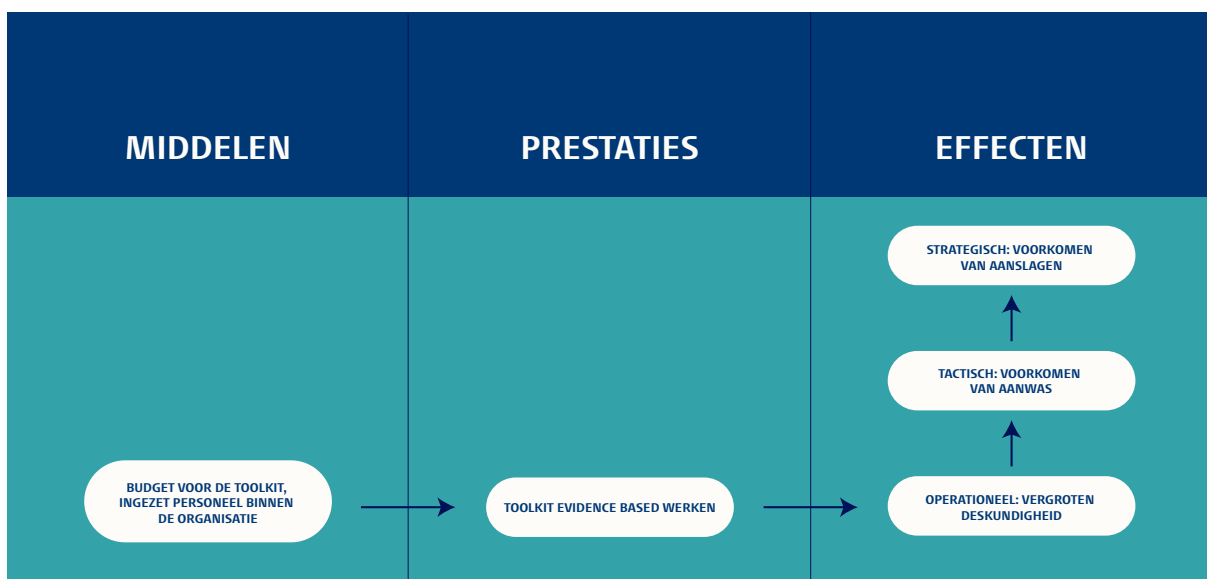 MIDDELEN
PRESTATIES
EFFECTEN
STRATEGISCH: VOORKOMEN
VAN AANSLAGEN
TACTISCH: VOORKOMEN
VAN AANWAS
BUDGET VOOR DE TOOLKIT,
INGEZET PERSONEEL BINNEN
DE ORGANISATIE
TOOLKIT EVIDENCE BASED WERKEN
OPERATIONEEL: VERGROTEN
DESKUNDIGHEID